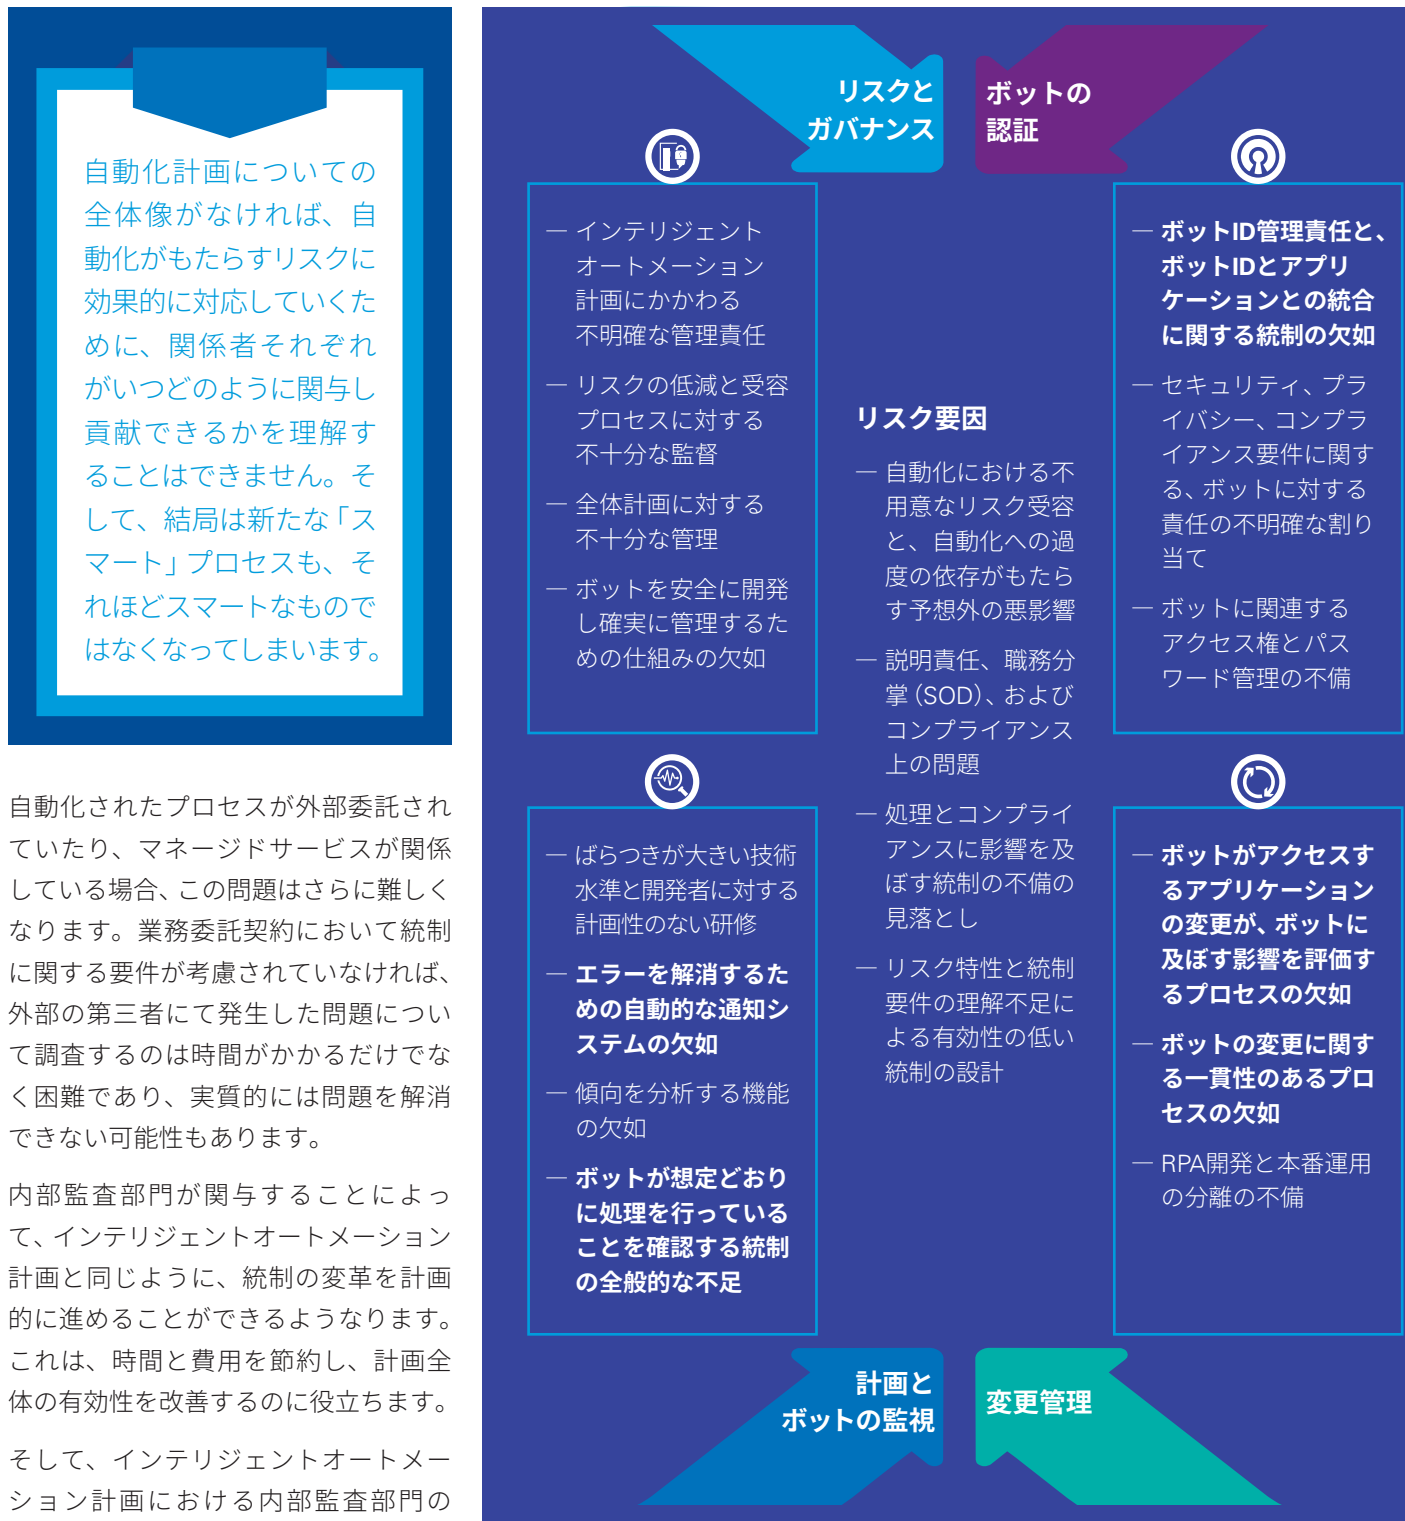 自動化計画についての
全体像がなければ、自
動化がもたらすリスクに
効果的に対応していくた
めに、関係者それぞれ
がいつどのように関与し
貢献できるかを理解す
ることはできません。そ
して、結局は新たな「ス
マート」プロセスも、そ
れほどスマートなもので
はなくなってしまいます。
自動化されたプロセスが外部委託され
ていたり、マネージドサービスが関係
している場合、この問題はさらに難しく
なります。業務委託契約において統制
に関する要件が考慮されていなければ、
外部の第三者にて発生した問題につい
て調査するのは時間がかかるだけでな
く困難であり、実質的には問題を解消
できない可能性もあります。
内部監査部門が関与することによっ
て、インテリジェントオートメーション
計画と同じように、統制の変革を計画
的に進めることができるようなります。
これは、時間と費用を節約し、計画全
体の有効性を改善するのに役立ちます。
そして、インテリジェントオートメー
ション計画における内部監査部門の
リスクと
ガバナンス
— インテリジェント
オートメーション
計画にかかわる
不明確な管理責任
— リスクの低減と受容
プロセスに対する
不十分な監督
— 全体計画に対する
不十分な管理
— ボットを安全に開発
し確実に管理するた
めの仕組みの欠如
ボットの
認証
— ボットID管理責任と、
ボットIDとアプリ
ケーションとの統合
に関する統制の欠如
— セキュリティ、プラ
イバシー、コンプラ
イアンス要件に関す
る、ボットに対する
責任の不明確な割り
当て
— ボットに関連する
アクセス権とパス
ワード管理の不備
リスク要因
— 自動化における不
用意なリスク受容
と、自動化への過
度の依存がもたら
す予想外の悪影響
— 説明責任、職務分
掌（SOD）、および
コンプライアンス
上の問題
— 処理とコンプライ
アンスに影響を及
ぼす統制の不備の
見落とし
— リスク特性と統制
要件の理解不足に
よる有効性の低い
統制の設計
— ばらつきが大きい技術
水準と開発者に対する
計画性のない研修
— エラーを解消するた
めの自動的な通知シ
ステムの欠如
— 傾向を分析する機能
の欠如
— ボットが想定どおり
に処理を行っている
ことを確認する統制
の全般的な不足
計画と
ボットの監視
— ボットがアクセスす
るアプリケーション
の変更が、ボットに
及ぼす影響を評価す
るプロセスの欠如
— ボットの変更に関す
る一貫性のあるプロ
セスの欠如
— RPA開発と本番運用
の分離の不備
変更管理